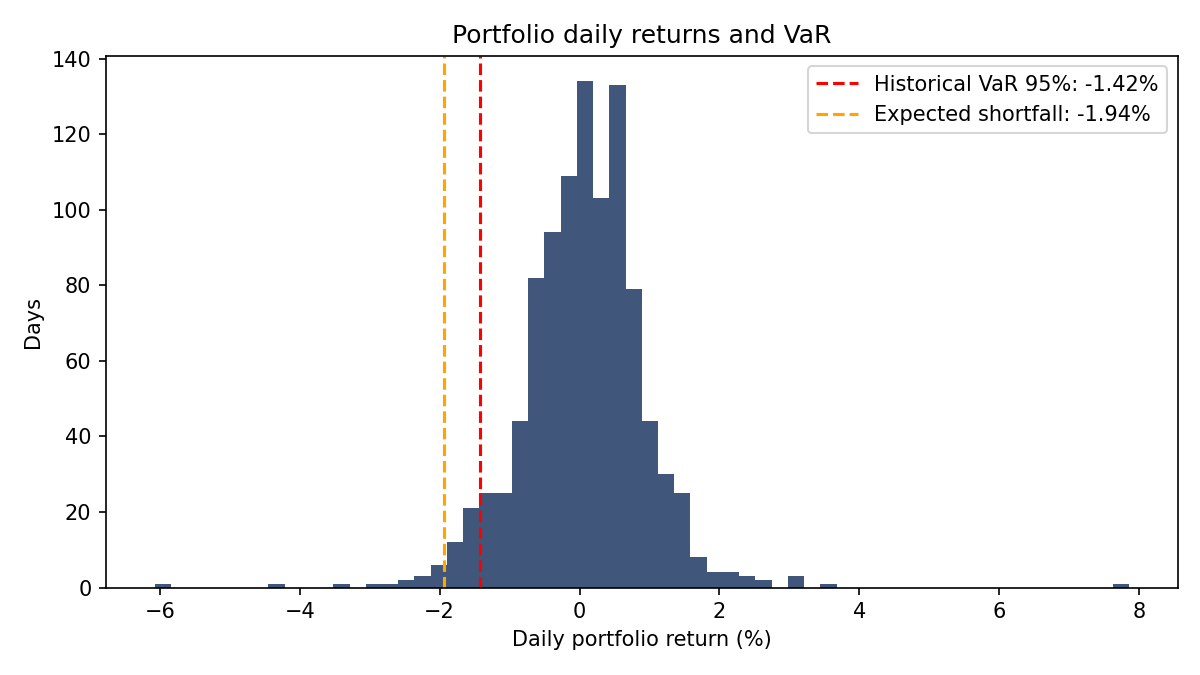 Portfolio daily returns and VaR
Historical VaR 95%: -1.42%
Expected shortfall: -1.94%
140
120
100
80
60
40
20
0
Days
−6 −4 −2 0 2 4 6 8
Daily portfolio return (%)